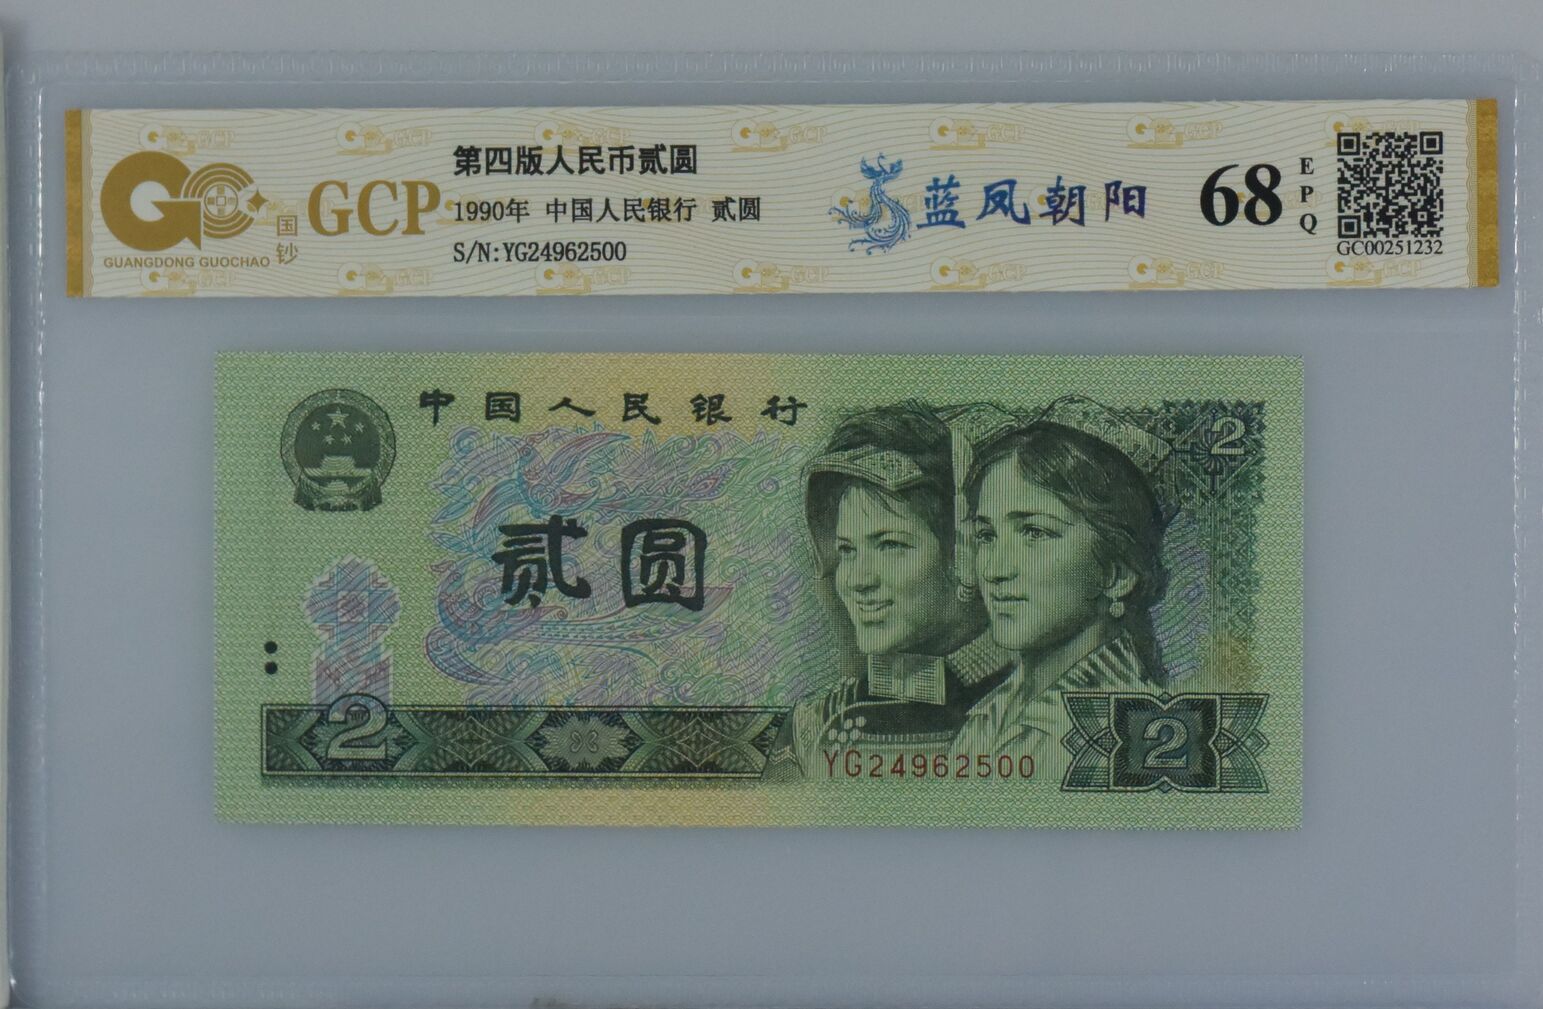 GC
GUANGDONG GUOCHAO
国钞
GCP
第四版人民币贰圆
1990年 中国人民银行 贰圆
S/N:YG24962500
蓝凤朝阳
68
EPQ
GC00251232
中国人民银行
2
贰圆
2
YG24962500
2